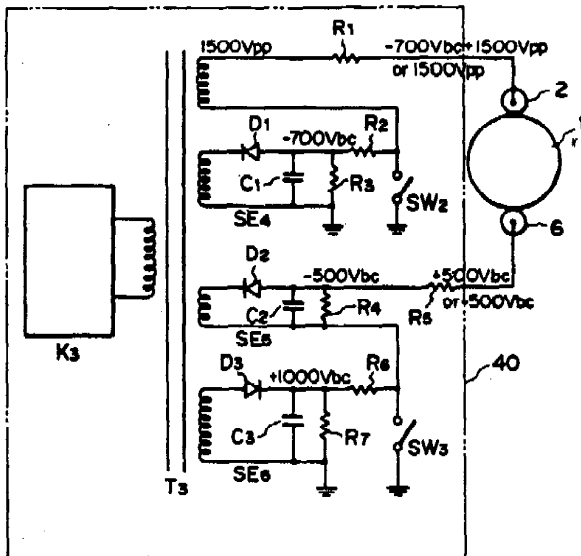 R1
1500Vpp
-700Vbc+1500Vpp
or 1500Vpp
2
D1
-700Vbc
R2
C1
R3
SW2
SE4
6
D2
-500Vbc
+500Vbc
or -500Vbc
C2
R4
R5
K3
SE5
D3
+1000Vbc
R6
40
C3
R7
SW3
SE6
T3